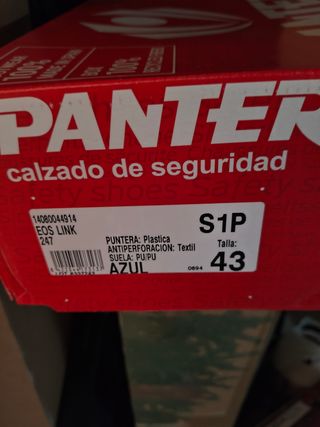 PANTER
calzado de seguridad
14080044914
EOS LINK
247
S1P
PUNTERA: Plastica
ANTIPERFORACION: Textil
SUELA: PU/PU
AZUL
0894
Talla:
43